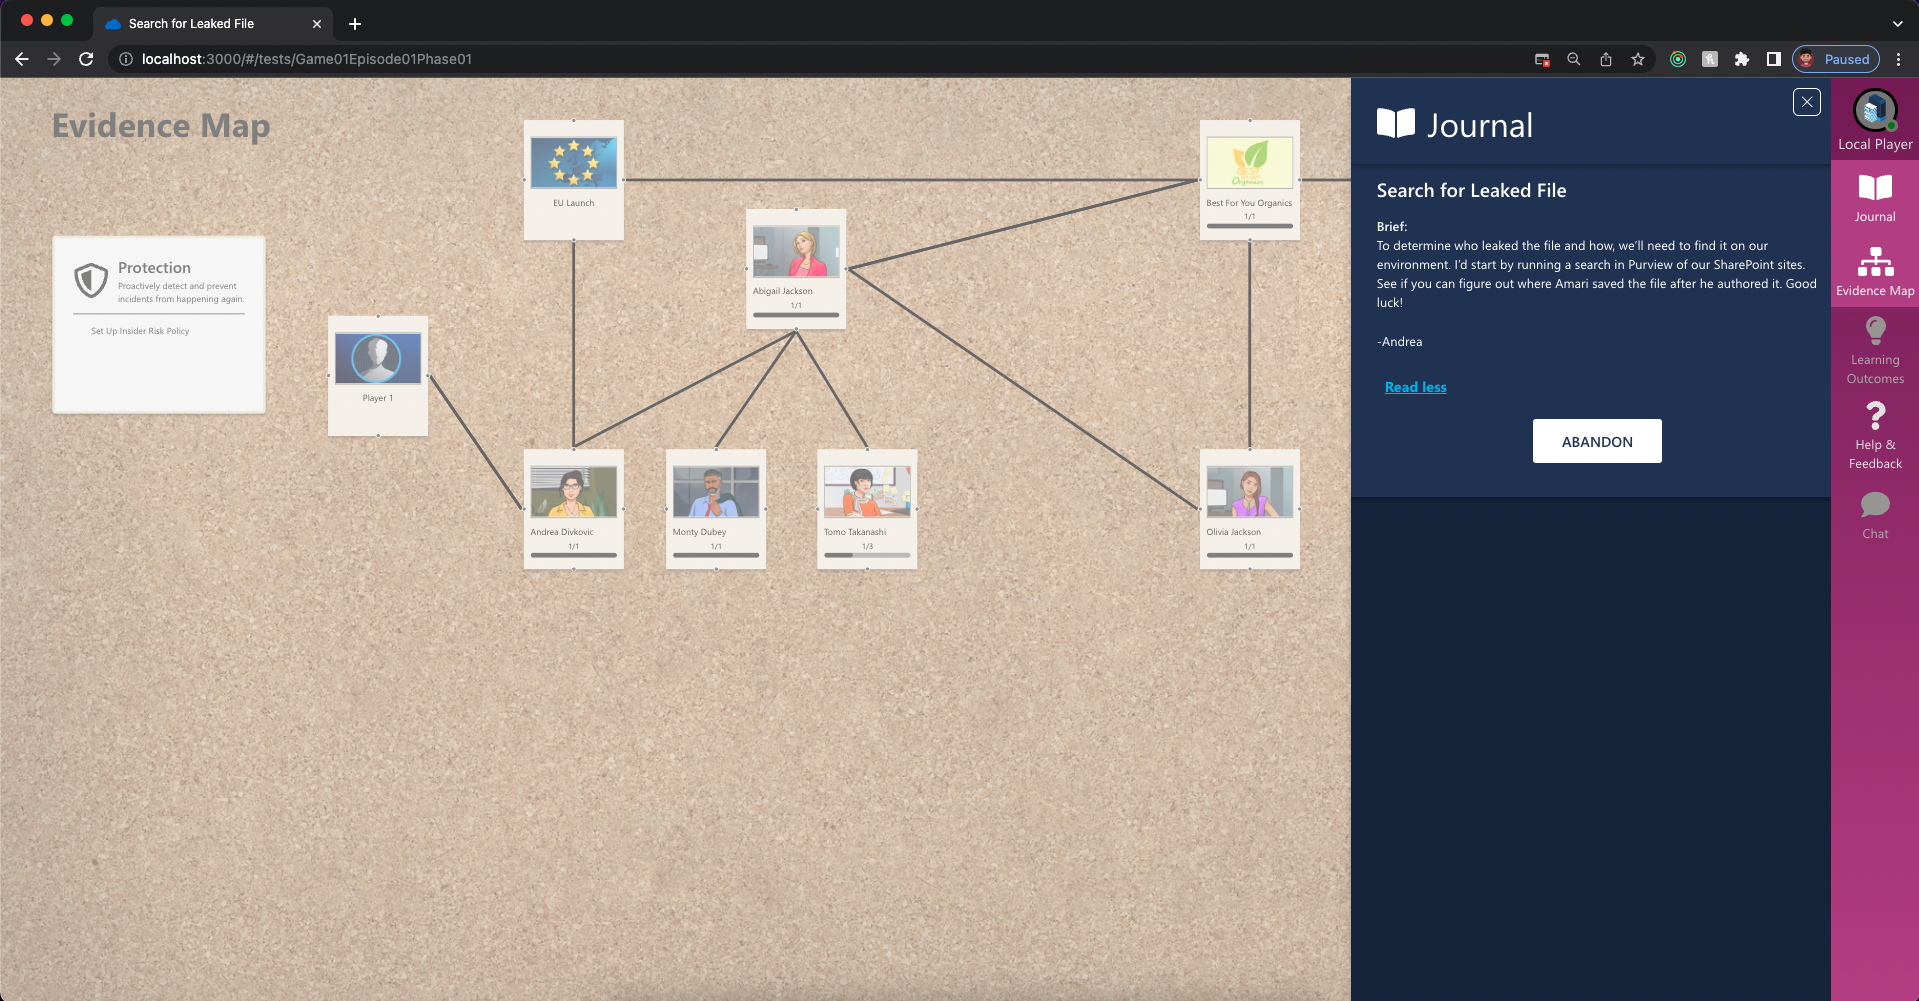 Search for Leaked File
localhost:3000/#/tests/Game01Episode01Phase01
Paused
Evidence Map
Protection
Proactively detect and prevent
incidents from happening again.
Set Up Insider Risk Policy
Player 1
EU Launch
Abigail Jackson
1/1
Best For You Organics
1/1
Andrea Divkovic
1/1
Monty Dubey
1/1
Tomo Takanashi
1/3
Olivia Jackson
1/1
Journal
Search for Leaked File
Brief:
To determine who leaked the file and how, we'll need to find it on our
environment. I'd start by running a search in Purview of our SharePoint sites.
See if you can figure out where Amari saved the file after he authored it. Good
luck!
-Andrea
Read less
ABANDON
Local Player
Journal
Evidence Map
Learning
Outcomes
Help &
Feedback
Chat